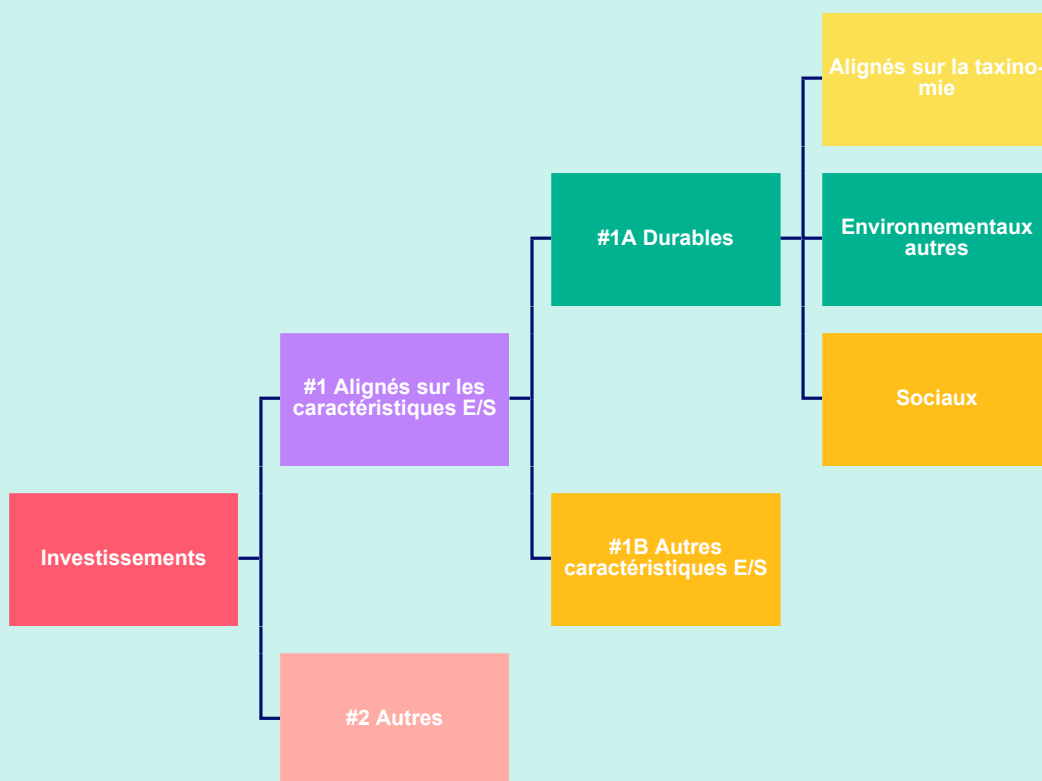 Alignés sur la taxino-
mie
#1A Durables
Environnementaux
autres
#1 Alignés sur les
caractéristiques E/S
Sociaux
Investissements
#1B Autres
caractéristiques E/S
#2 Autres